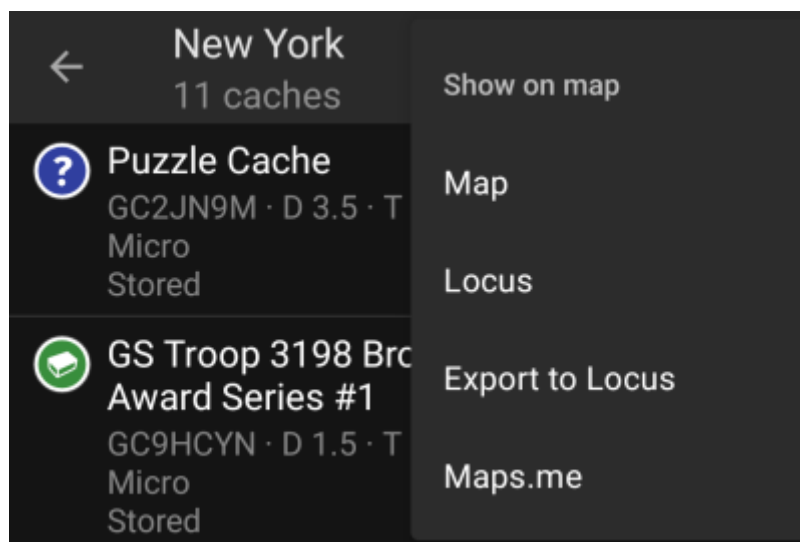 New York
11 caches
Puzzle Cache
GC2JN9M · D 3.5 · T
Micro
Stored
GS Troop 3198 Bro
Award Series #1
GC9HCYN · D 1.5 · T
Micro
Stored
Show on map
Map
Locus
Export to Locus
Maps.me